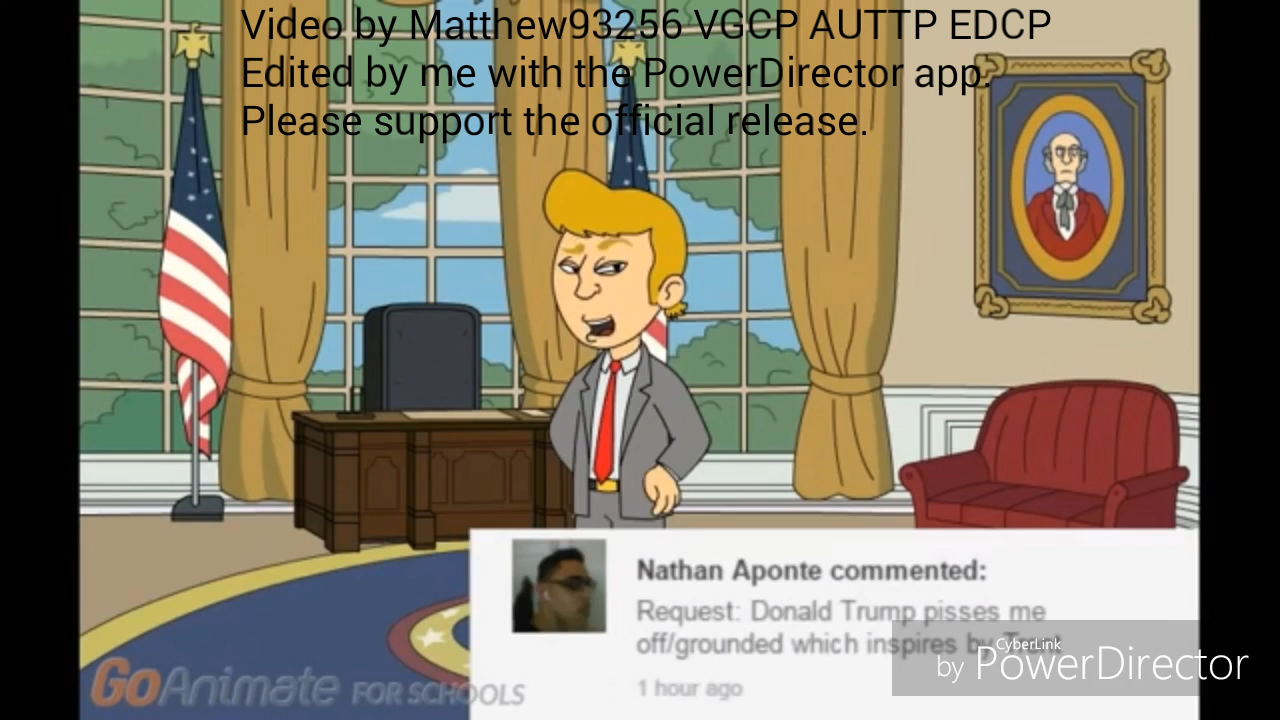 Video by Matthew93256 VGCP AUTTP EDCP
Edited by me with the PowerDirector app.
Please support the official release.
Nathan Aponte commented:
Request: Donald Trump pisses me
off/grounded which inspires by
1 hour ago
GoAnimate FOR SCHOOLS
CyberLink
by PowerDirector